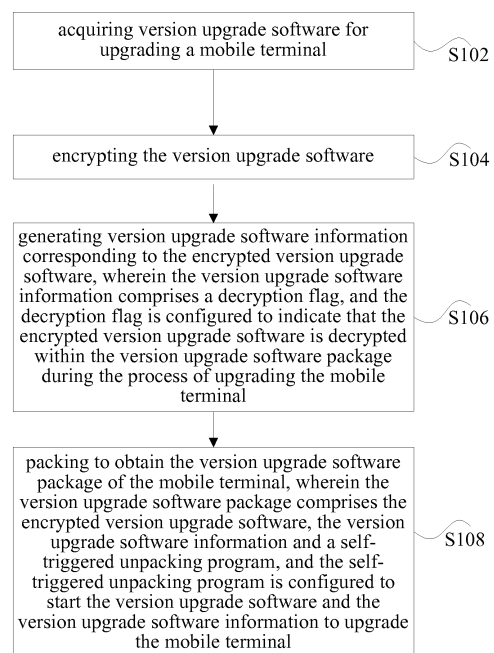 acquiring version upgrade software for
upgrading a mobile terminal
S102
encrypting the version upgrade software
S104
generating version upgrade software information
corresponding to the encrypted version upgrade
software, wherein the version upgrade software
information comprises a decryption flag, and the
decryption flag is configured to indicate that the
encrypted version upgrade software is decrypted
within the version upgrade software package
during the process of upgrading the mobile
terminal
S106
packing to obtain the version upgrade software
package of the mobile terminal, wherein the
version upgrade software package comprises the
encrypted version upgrade software, the version
upgrade software information and a self-
triggered unpacking program, and the self-
triggered unpacking program is configured to
start the version upgrade software and the
version upgrade software information to upgrade
the mobile terminal
S108